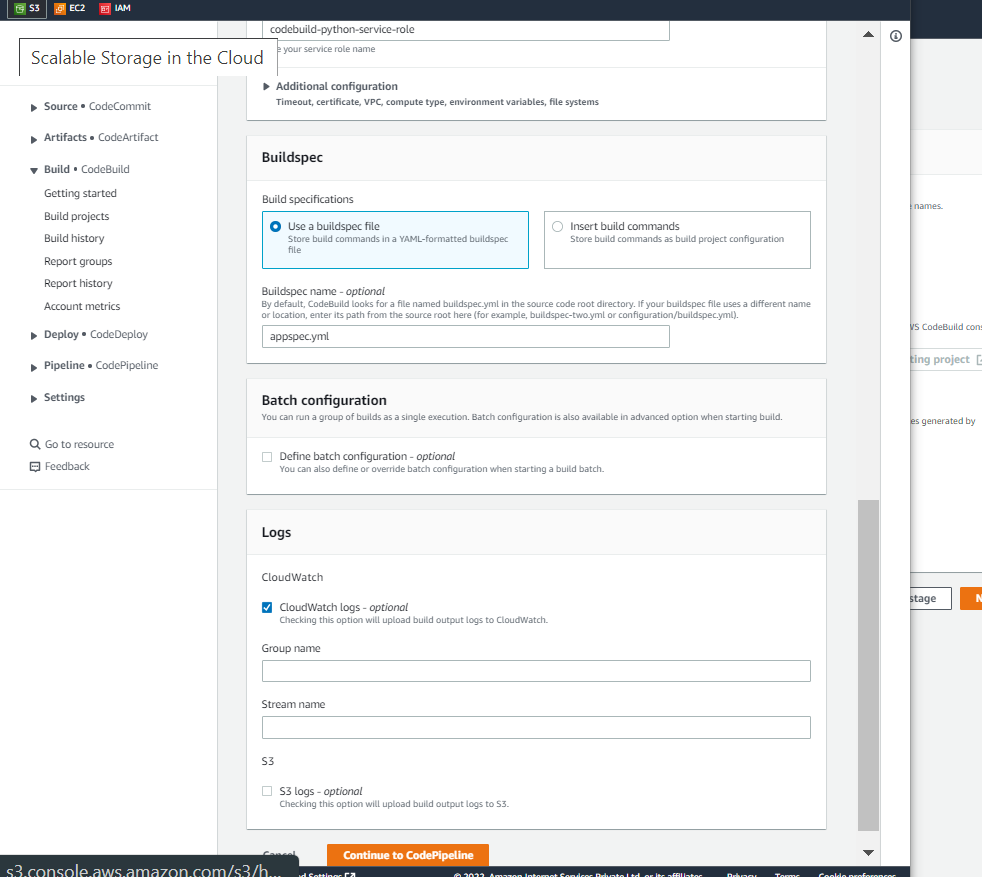 S3 EC2 IAM
Scalable Storage in the Cloud
codebuild-python-service-role
e your service role name
Additional configuration
Timeout, certificate, VPC, compute type, environment variables, file systems
Source • CodeCommit
Artifacts • CodeArtifact
Build • CodeBuild
Getting started
Build projects
Build history
Report groups
Report history
Account metrics
Deploy • CodeDeploy
Pipeline • CodePipeline
Settings
Go to resource
Feedback
Buildspec
Build specifications
Use a buildspec file
Store build commands in a YAML-formatted buildspec
file
Insert build commands
Store build commands as build project configuration
Buildspec name - optional
By default, CodeBuild looks for a file named buildspec.yml in the source code root directory. If your buildspec file uses a different name
or location, enter its path from the source root here (for example, buildspec-two.yml or configuration/buildspec.yml).
appspec.yml
Batch configuration
You can run a group of builds as a single execution. Batch configuration is also available in advanced option when starting build.
Define batch configuration - optional
You can also define or override batch configuration when starting a build batch.
Logs
CloudWatch
CloudWatch logs - optional
Checking this option will upload build output logs to CloudWatch.
Group name
Stream name
S3
S3 logs - optional
Checking this option will upload build output logs to S3.
Cancel Continue to CodePipeline
e names.
WS CodeBuild cons
ting project
es generated by
stage N
s3.console.aws.amazon.com/s3/h...
d Settings
© 2022, Amazon Internet Services Private Ltd. or its affiliates. Privacy Terms Cookie preferences